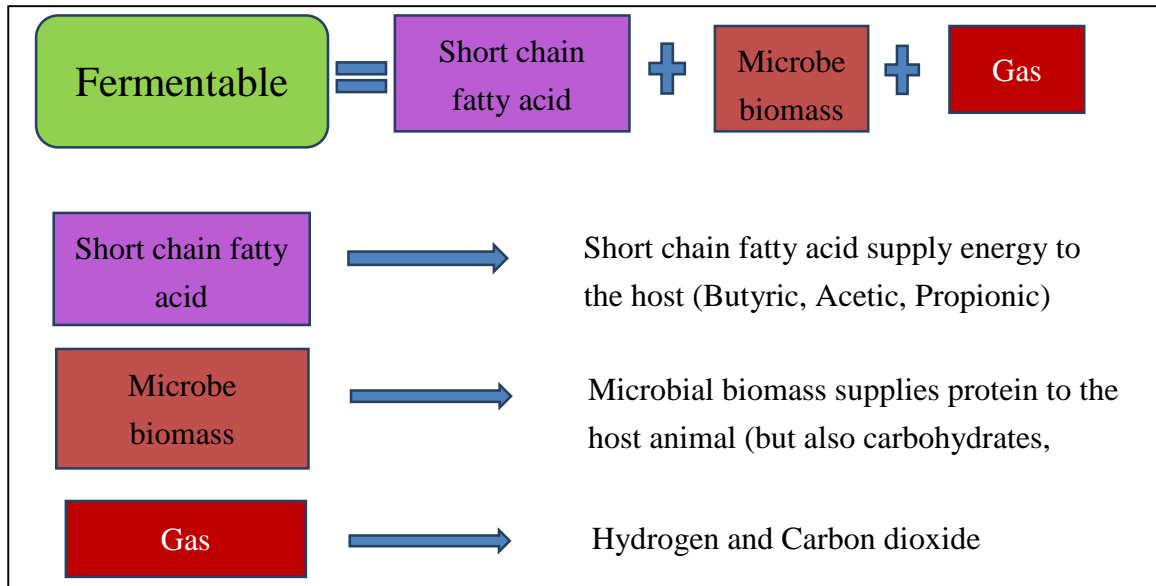 Fermentable
Short chain
fatty acid
Microbe
biomass
Gas
Short chain fatty
acid
Short chain fatty acid supply energy to
the host (Butyric, Acetic, Propionic)
Microbe
biomass
Microbial biomass supplies protein to the
host animal (but also carbohydrates,
Gas
Hydrogen and Carbon dioxide